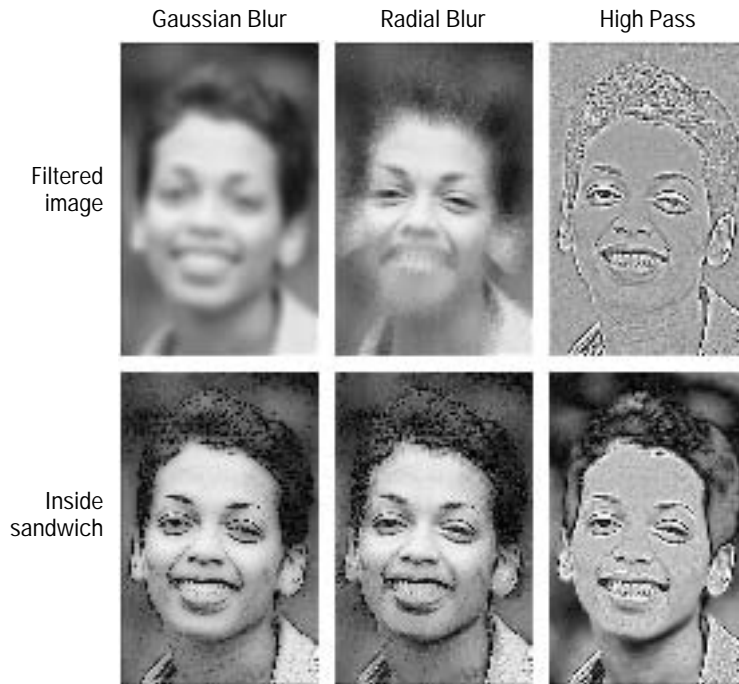 Gaussian Blur
Radial Blur
High Pass
Filtered
image
Inside
sandwich